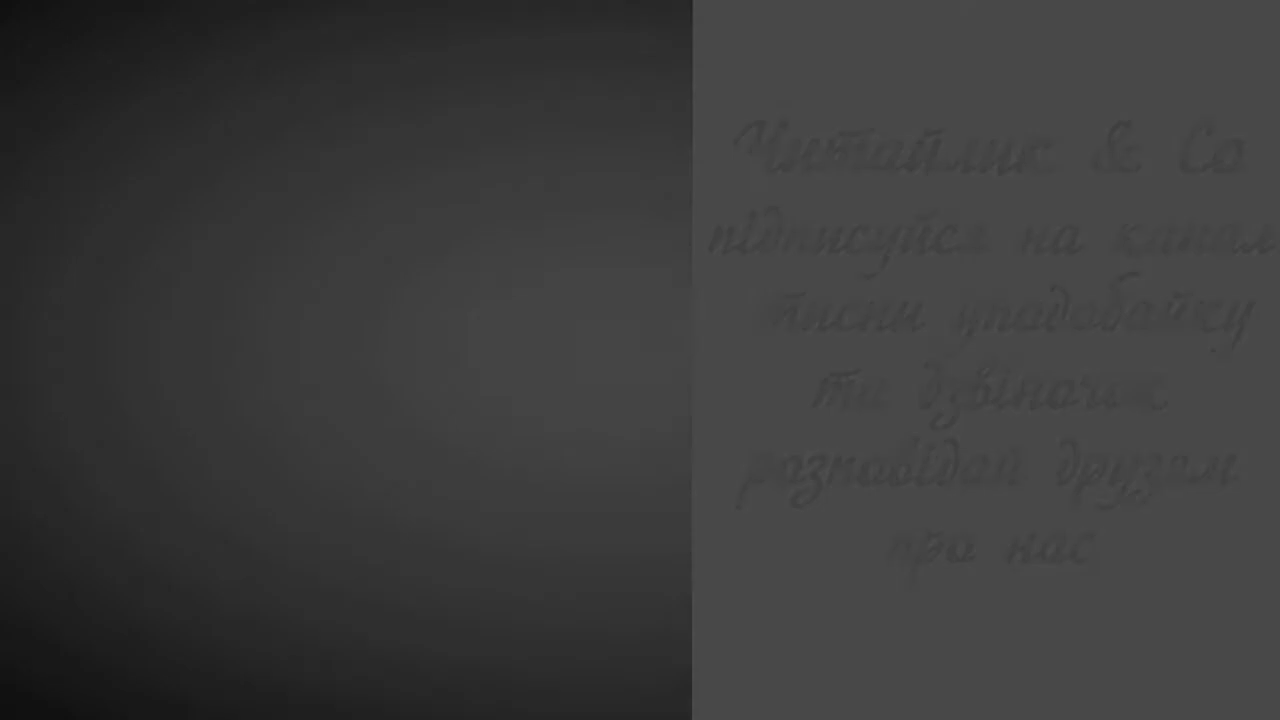 Читайлик & Co
підписуйся на канал
тисни уподобайку
та дзвіночок
розповідай друзям
про нас